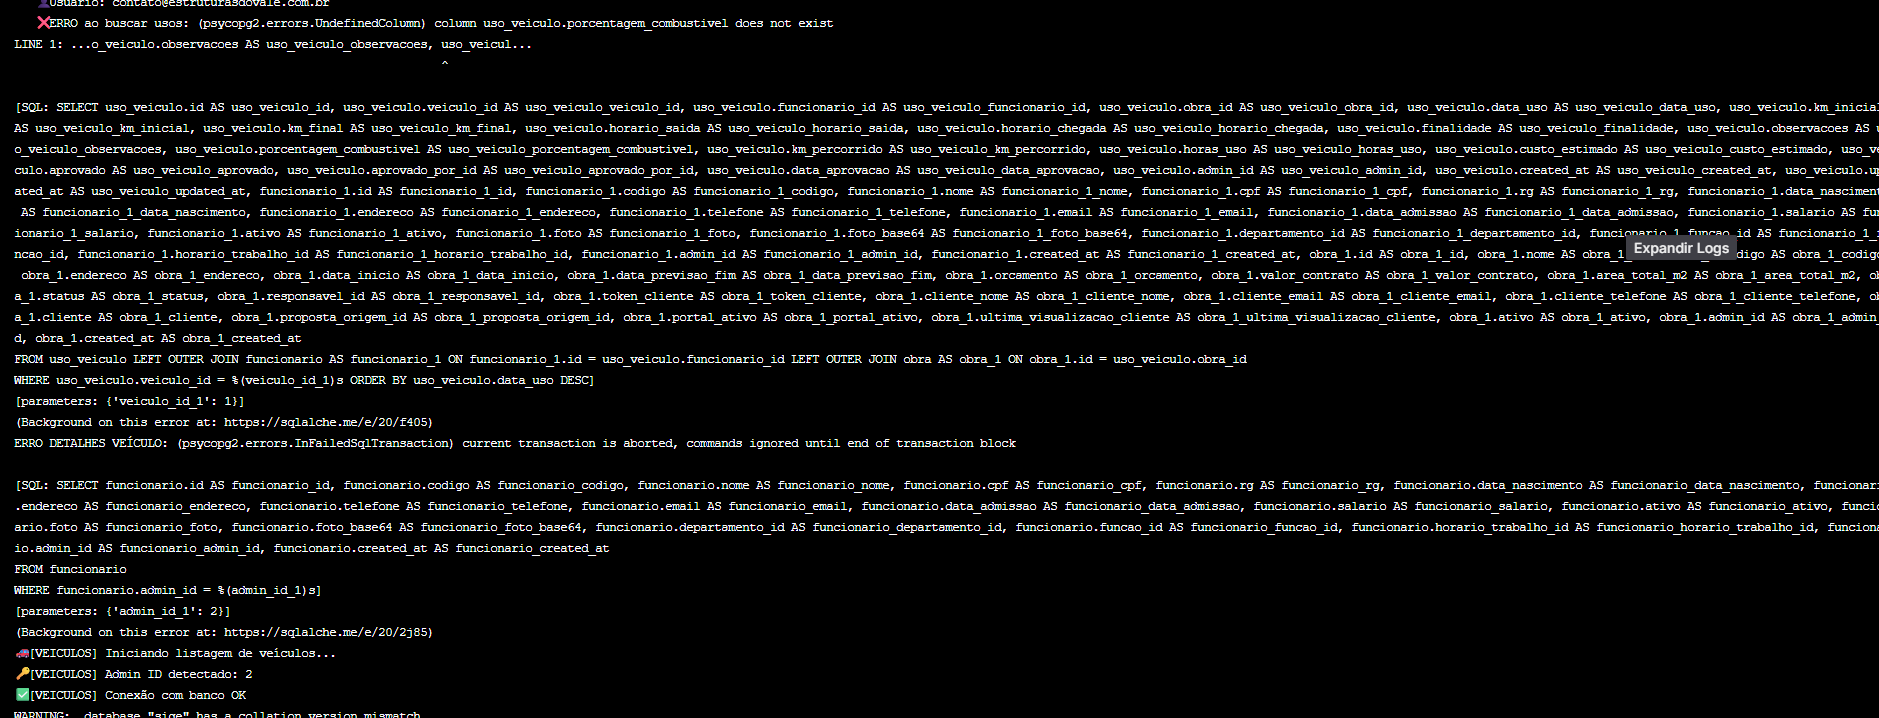 Usuário: contato@estruturasdovale.com.br
ERRO ao buscar usos: (psycopg2.errors.UndefinedColumn) column uso_veiculo.porcentagem_combustivel does not exist
LINE 1: ...o_veiculo.observacoes AS uso_veiculo_observacoes, uso_veicul...
^
[SQL: SELECT uso_veiculo.id AS uso_veiculo_id, uso_veiculo.veiculo_id AS uso_veiculo_veiculo_id, uso_veiculo.funcionario_id AS uso_veiculo_funcionario_id, uso_veiculo.obra_id AS uso_veiculo_obra_id, uso_veiculo.data_uso AS uso_veiculo_data_uso, uso_veiculo.km_inicial
AS uso_veiculo_km_inicial, uso_veiculo.km_final AS uso_veiculo_km_final, uso_veiculo.horario_saida AS uso_veiculo_horario_saida, uso_veiculo.horario_chegada AS uso_veiculo_horario_chegada, uso_veiculo.finalidade AS uso_veiculo_finalidade, uso_veiculo.observacoes AS
o_veiculo_observacoes, uso_veiculo.porcentagem_combustivel AS uso_veiculo_porcentagem_combustivel, uso_veiculo.km_percorrido AS uso_veiculo_km_percorrido, uso_veiculo.horas_uso AS uso_veiculo_horas_uso, uso_veiculo.custo_estimado AS uso_veiculo_custo_estimado, uso_ve
culo.aprovado AS uso_veiculo_aprovado, uso_veiculo.aprovado_por_id AS uso_veiculo_aprovado_por_id, uso_veiculo.data_aprovacao AS uso_veiculo_data_aprovacao, uso_veiculo.admin_id AS uso_veiculo_admin_id, uso_veiculo.created_at AS uso_veiculo_created_at, uso_veiculo.up
ated_at AS uso_veiculo_updated_at, funcionario_1.id AS funcionario_1_id, funcionario_1.codigo AS funcionario_1_codigo, funcionario_1.nome AS funcionario_1_nome, funcionario_1.cpf AS funcionario_1_cpf, funcionario_1.rg AS funcionario_1_rg, funcionario_1.data_nasciment
AS funcionario_1_data_nascimento, funcionario_1.endereco AS funcionario_1_endereco, funcionario_1.telefone AS funcionario_1_telefone, funcionario_1.email AS funcionario_1_email, funcionario_1.data_admissao AS funcionario_1_data_admissao, funcionario_1.salario AS fun
ionario_1_salario, funcionario_1.ativo AS funcionario_1_ativo, funcionario_1.foto AS funcionario_1_foto, funcionario_1.foto_base64 AS funcionario_1_foto_base64, funcionario_1.departamento_id AS funcionario_1_departamento_id, funcionario_1.funcao_id AS funcionario_1
ncao_id, funcionario_1.horario_trabalho_id AS funcionario_1_horario_trabalho_id, funcionario_1.admin_id AS funcionario_1_admin_id, funcionario_1.created_at AS funcionario_1_created_at, obra_1.id AS obra_1_id, obra_1.nome AS obra_1 Expandir Logs digo AS obra_1_codigo
obra_1.endereco AS obra_1_endereco, obra_1.data_inicio AS obra_1_data_inicio, obra_1.data_previsao_fim AS obra_1_data_previsao_fim, obra_1.orcamento AS obra_1_orcamento, obra_1.valor_contrato AS obra_1_valor_contrato, obra_1.area_total_m2 AS obra_1_area_total_m2, ob
a_1.status AS obra_1_status, obra_1.responsavel_id AS obra_1_responsavel_id, obra_1.token_cliente AS obra_1_token_cliente, obra_1.cliente_nome AS obra_1_cliente_nome, obra_1.cliente_email AS obra_1_cliente_email, obra_1.cliente_telefone AS obra_1_cliente_telefone, ob
a_1.cliente AS obra_1_cliente, obra_1.proposta_origem_id AS obra_1_proposta_origem_id, obra_1.portal_ativo AS obra_1_portal_ativo, obra_1.ultima_visualizacao_cliente AS obra_1_ultima_visualizacao_cliente, obra_1.ativo AS obra_1_ativo, obra_1.admin_id AS obra_1_admin_
d, obra_1.created_at AS obra_1_created_at
FROM uso_veiculo LEFT OUTER JOIN funcionario AS funcionario_1 ON funcionario_1.id = uso_veiculo.funcionario_id LEFT OUTER JOIN obra AS obra_1 ON obra_1.id = uso_veiculo.obra_id
WHERE uso_veiculo.veiculo_id = %(veiculo_id_1)s ORDER BY uso_veiculo.data_uso DESC]
[parameters: {'veiculo_id_1': 1}]
(Background on this error at: https://sqlalche.me/e/20/f405)
ERRO DETALHES VEÍCULO: (psycopg2.errors.InFailedSqlTransaction) current transaction is aborted, commands ignored until end of transaction block
[SQL: SELECT funcionario.id AS funcionario_id, funcionario.codigo AS funcionario_codigo, funcionario.nome AS funcionario_nome, funcionario.cpf AS funcionario_cpf, funcionario.rg AS funcionario_rg, funcionario.data_nascimento AS funcionario_data_nascimento, funcionari
.endereco AS funcionario_endereco, funcionario.telefone AS funcionario_telefone, funcionario.email AS funcionario_email, funcionario.data_admissao AS funcionario_data_admissao, funcionario.salario AS funcionario_salario, funcionario.ativo AS funcionario_ativo, funcio
ario.foto AS funcionario_foto, funcionario.foto_base64 AS funcionario_foto_base64, funcionario.departamento_id AS funcionario_departamento_id, funcionario.funcao_id AS funcionario_funcao_id, funcionario.horario_trabalho_id AS funcionario_horario_trabalho_id, funciona
io.admin_id AS funcionario_admin_id, funcionario.created_at AS funcionario_created_at
FROM funcionario
WHERE funcionario.admin_id = %(admin_id_1)s]
[parameters: {'admin_id_1': 2}]
(Background on this error at: https://sqlalche.me/e/20/2j85)
[VEICULOS] Iniciando listagem de veículos...
[VEICULOS] Admin ID detectado: 2
[VEICULOS] Conexão com banco OK
WARNING: database "sige" has a collation version mismatch